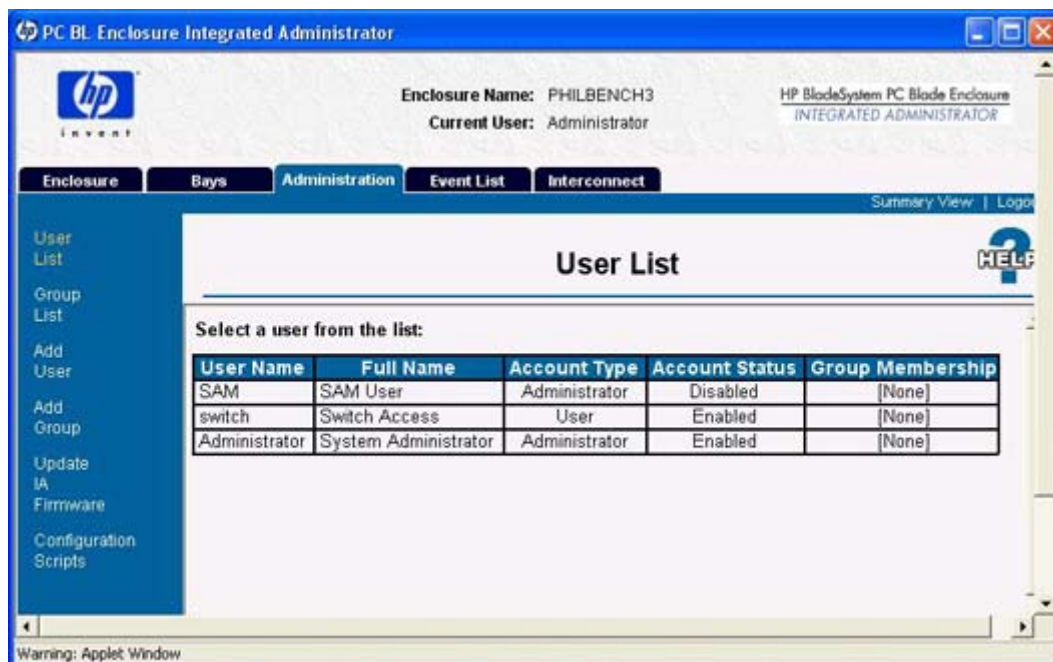 PC BL Enclosure Integrated Administrator
hp
invent
Enclosure Name: PHILBENCH3
Current User: Administrator
HP BladeSystem PC Blade Enclosure
INTEGRATED ADMINISTRATOR
Enclosure Bays Administration Event List Interconnect
Summary View | Logou
User
List
Group
List
Add
User
Add
Group
Update
IA
Firmware
Configuration
Scripts
User List
?
HELP
Select a user from the list:
User Name Full Name Account Type Account Status Group Membership
SAM SAM User Administrator Disabled [None]
switch Switch Access User Enabled [None]
Administrator System Administrator Administrator Enabled [None]
Warning: Applet Window